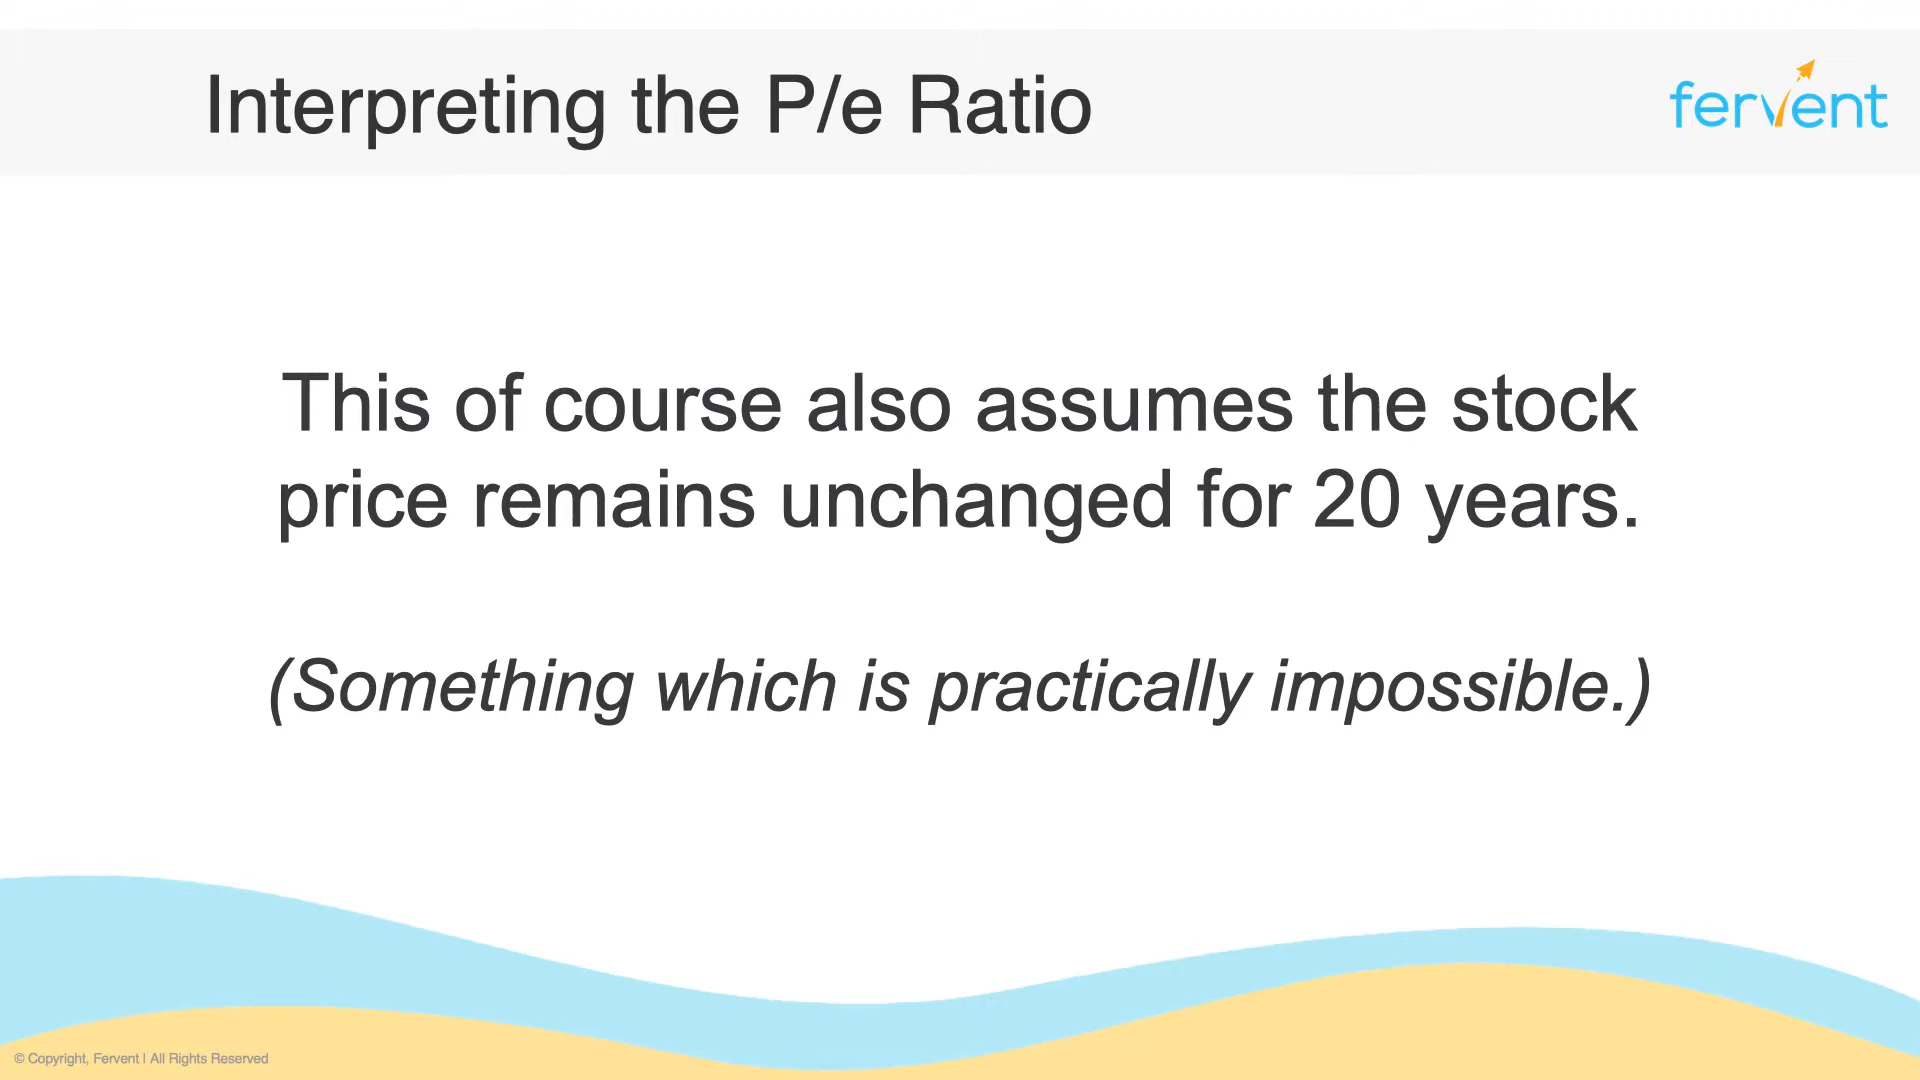 Interpreting the P/e Ratio
fervent
This of course also assumes the stock
price remains unchanged for 20 years.
(Something which is practically impossible.)
© Copyright, Fervent | All Rights Reserved